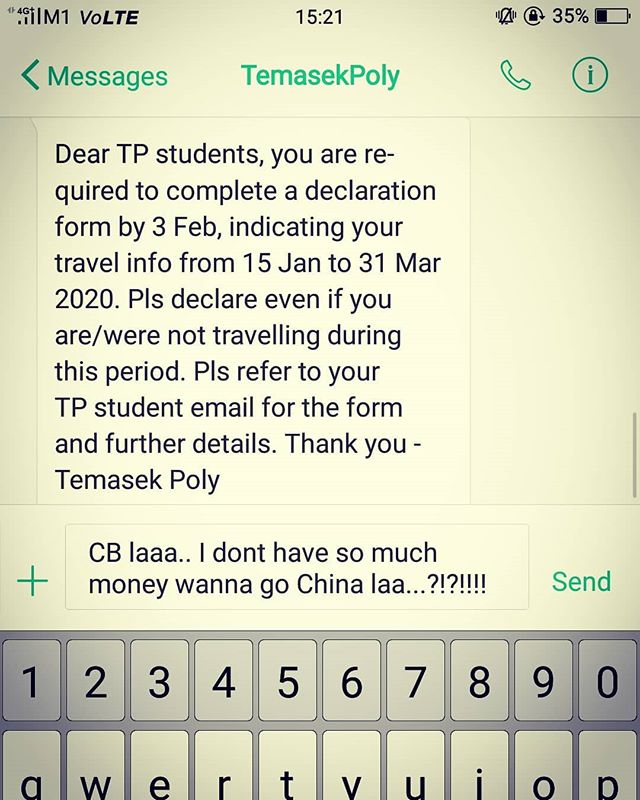 4G+ M1 VoLTE 15:21 35%
Messages TemasekPoly
Dear TP students, you are re-
quired to complete a declaration
form by 3 Feb, indicating your
travel info from 15 Jan to 31 Mar
2020. Pls declare even if you
are/were not travelling during
this period. Pls refer to your
TP student email for the form
and further details. Thank you -
Temasek Poly
CB laaa.. I dont have so much
money wanna go China laa...?!?!!!!
Send
1 2 3 4 5 6 7 8 9 0
q w e r t y u i o p